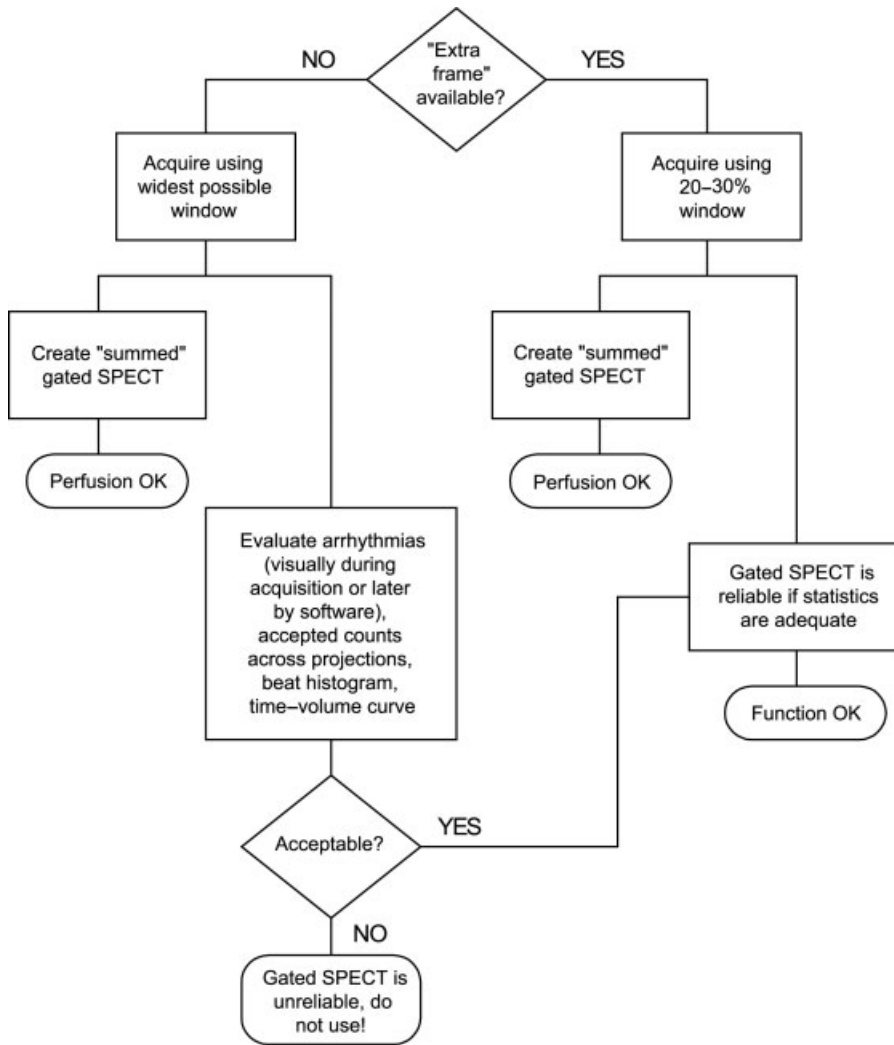 "Extra
frame"
available?
NO
YES
Acquire using
widest possible
window
Acquire using
20–30%
window
Create "summed"
gated SPECT
Perfusion OK
Create "summed"
gated SPECT
Perfusion OK
Evaluate arrhythmias
(visually during
acquisition or later
by software),
accepted counts
across projections,
beat histogram,
time–volume curve
Gated SPECT is
reliable if statistics
are adequate
Function OK
Acceptable?
YES
NO
Gated SPECT is
unreliable, do
not use!